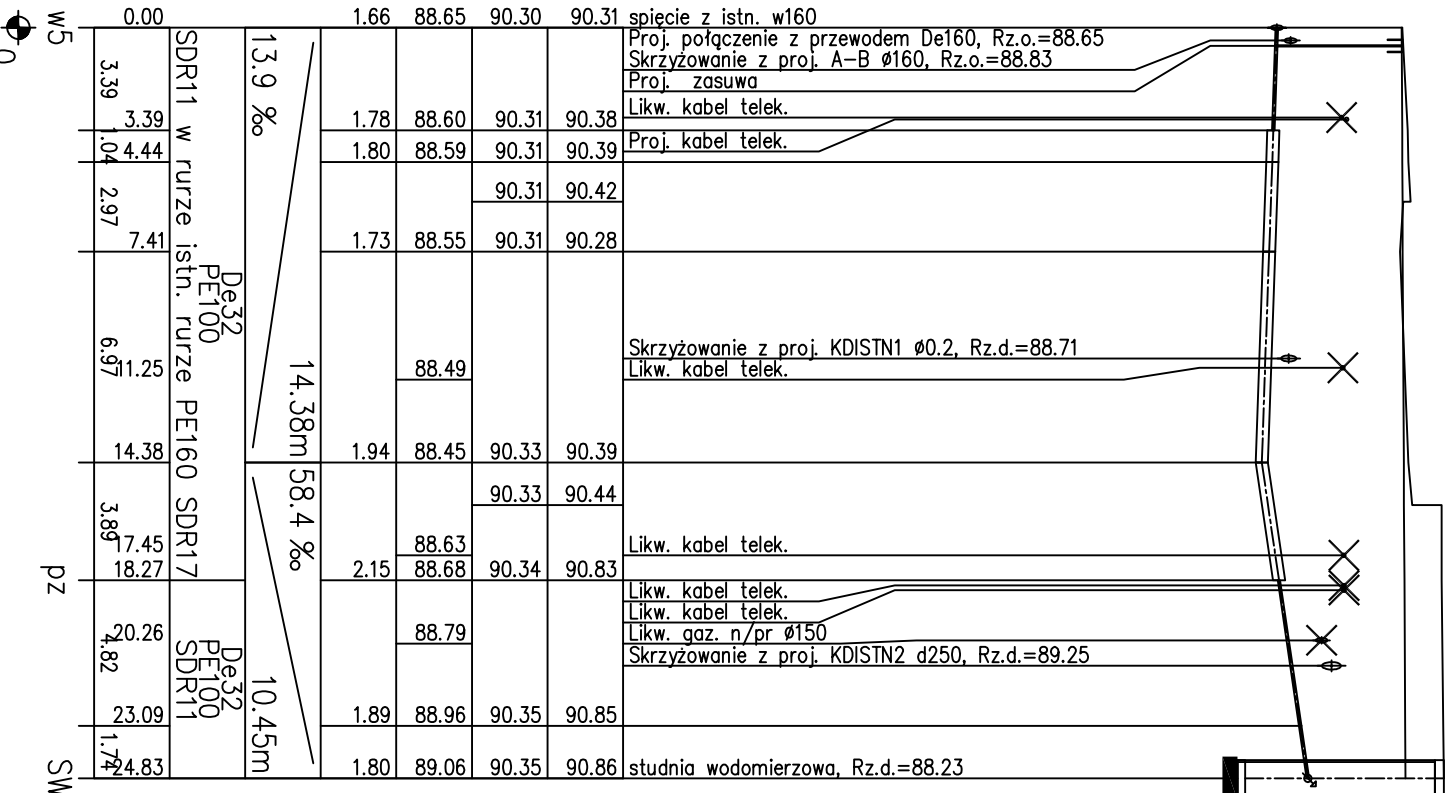 0.00 1.66 88.65 90.30 90.31 spięcie z istn. w160
Proj. połączenie z przewodem De160, Rz.o.=88.65
Skrzyżowanie z proj. A-B ø160, Rz.o.=88.83
Proj. zasuwa
Likw. kabel telek.
3.39 1.78 88.60 90.31 90.38
Proj. kabel telek.
4.44 1.80 88.59 90.31 90.39
90.31 90.42
7.41 1.73 88.55 90.31 90.28
Skrzyżowanie z proj. KDISTN1 ø0.2, Rz.d.=88.71
11.25 88.49 Likw. kabel telek.
14.38 1.94 88.45 90.33 90.39
90.33 90.44
17.45 88.63 Likw. kabel telek.
18.27 2.15 88.68 90.34 90.83
Likw. kabel telek.
Likw. kabel telek.
20.26 88.79 Likw. gaz. n/pr ø150
Skrzyżowanie z proj. KDISTN2 d250, Rz.d.=89.25
23.09 1.89 88.96 90.35 90.85
24.83 1.80 89.06 90.35 90.86 studnia wodomierzowa, Rz.d.=88.23
13.9 ‰ 14.38m
58.4 ‰ 10.45m
De32
PE100
SDR11 w rurze istn. rurze PE160 SDR17
De32
PE100
SDR11
3.39 1.04 2.97 6.97 3.89 4.82 1.74
w5 pz SW
0